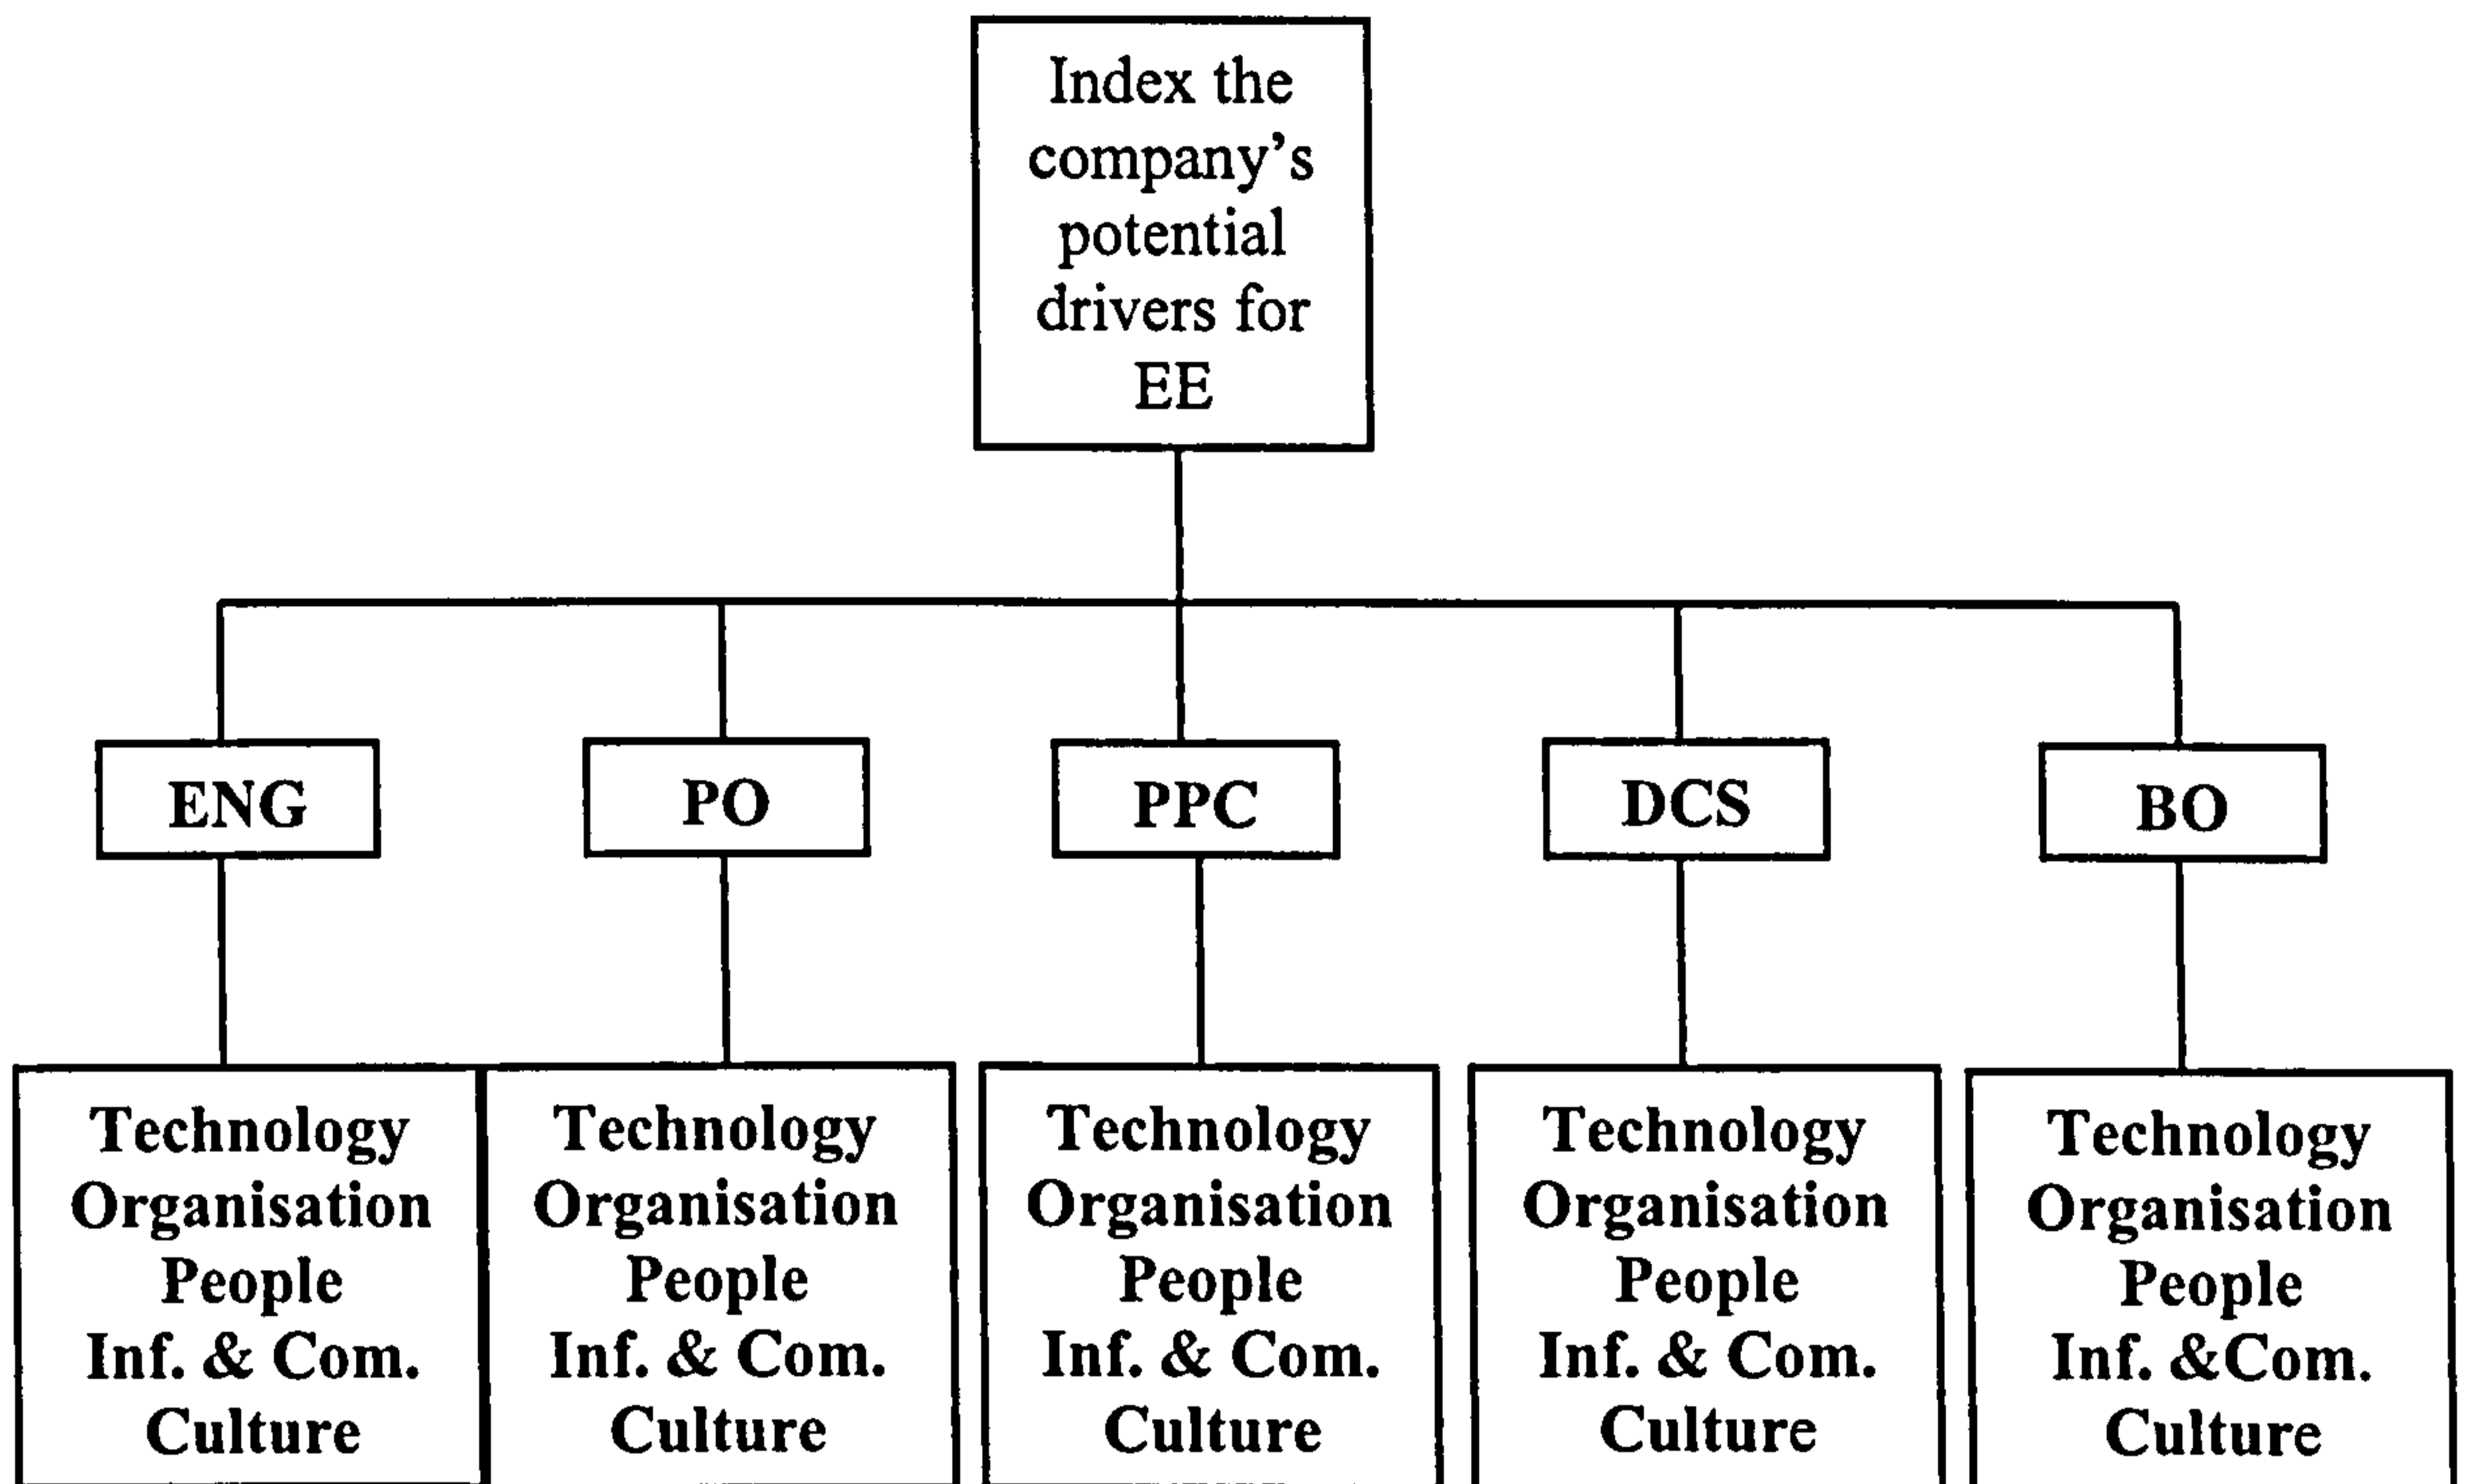 Index the
company's
potential
drivers for
EE
ENG
PO
PPC
DCS
BO
Technology
Organisation
People
Inf. & Com.
Culture
Technology
Organisation
People
Inf. & Com.
Culture
Technology
Organisation
People
Inf. & Com.
Culture
Technology
Organisation
People
Inf. & Com.
Culture
Technology
Organisation
People
Inf. &Com.
Culture